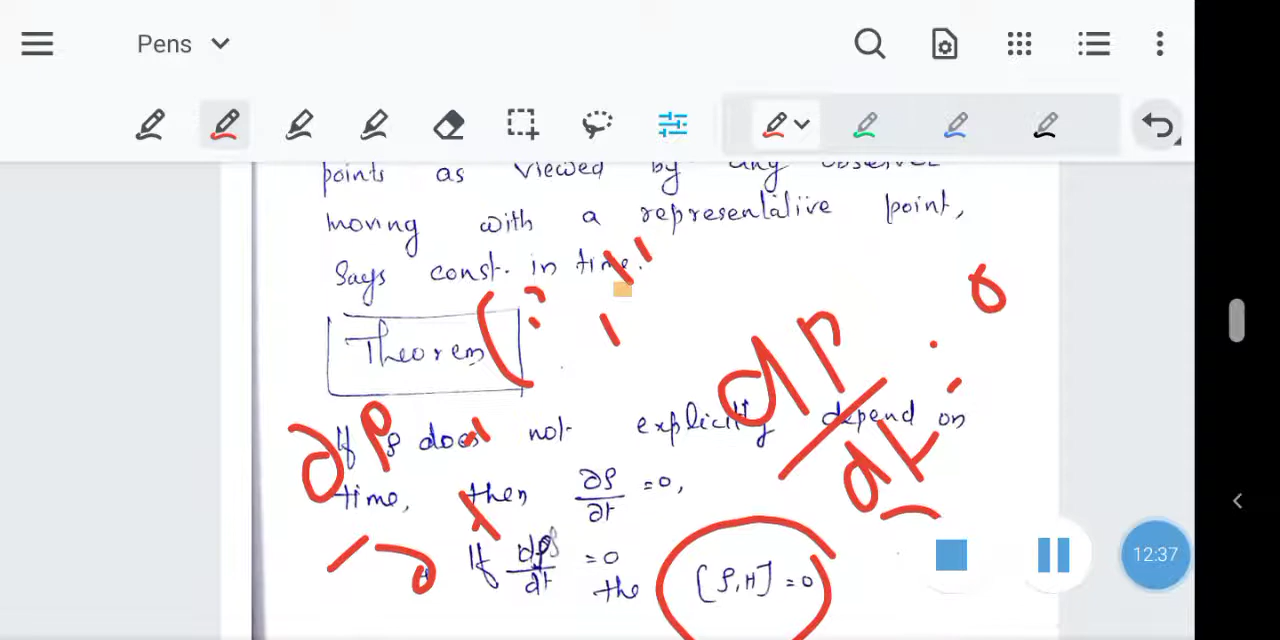 Pens
points as viewed by any observer
moving with a representative point,
Says const. in time.
Theorem
If ρ does not explicitly depend on
time, then ∂ρ/∂t = 0,
If dρ/dt = 0 the [ρ,H] = 0
dρ/dt
∂ρ
12:37